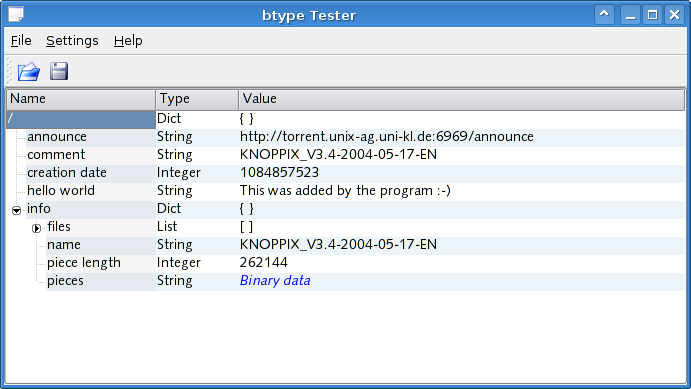 btype Tester
File Settings Help
Name Type Value
/ Dict { }
announce String http://torrent.unix-ag.uni-kl.de:6969/announce
comment String KNOPPIX_V3.4-2004-05-17-EN
creation date Integer 1084857523
hello world String This was added by the program :-)
info Dict { }
files List [ ]
name String KNOPPIX_V3.4-2004-05-17-EN
piece length Integer 262144
pieces String Binary data